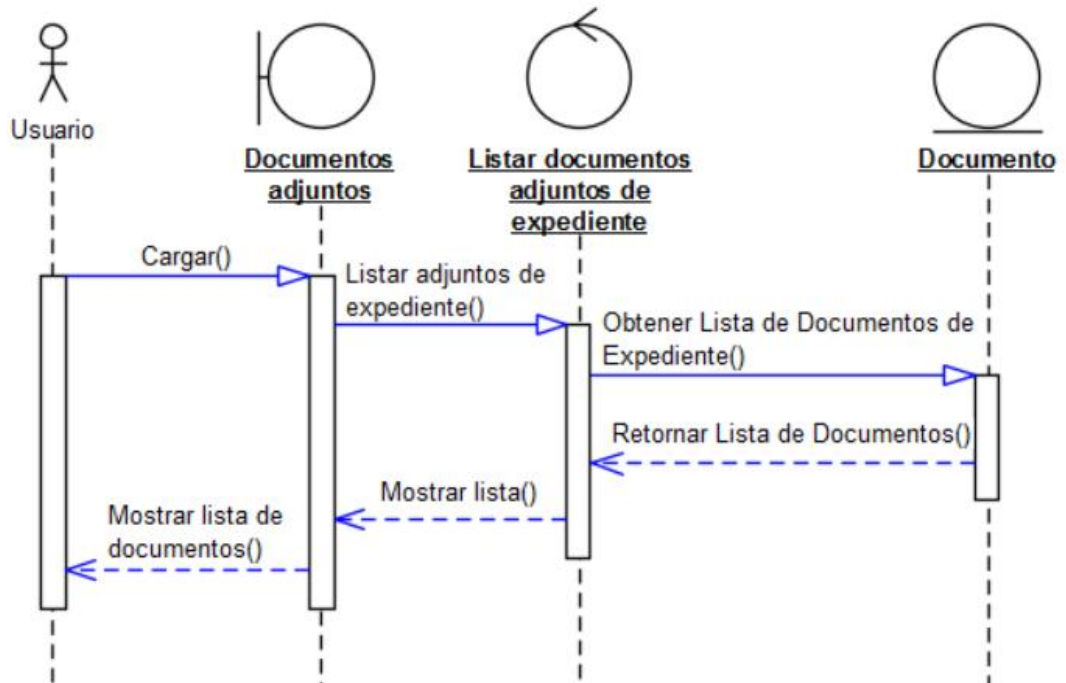 Usuario
Documentos
adjuntos
Listar documentos
adjuntos de
expediente
Documento
Cargar()
Listar adjuntos de
expediente()
Obtener Lista de Documentos de
Expediente()
Retornar Lista de Documentos()
Mostrar lista()
Mostrar lista de
documentos()